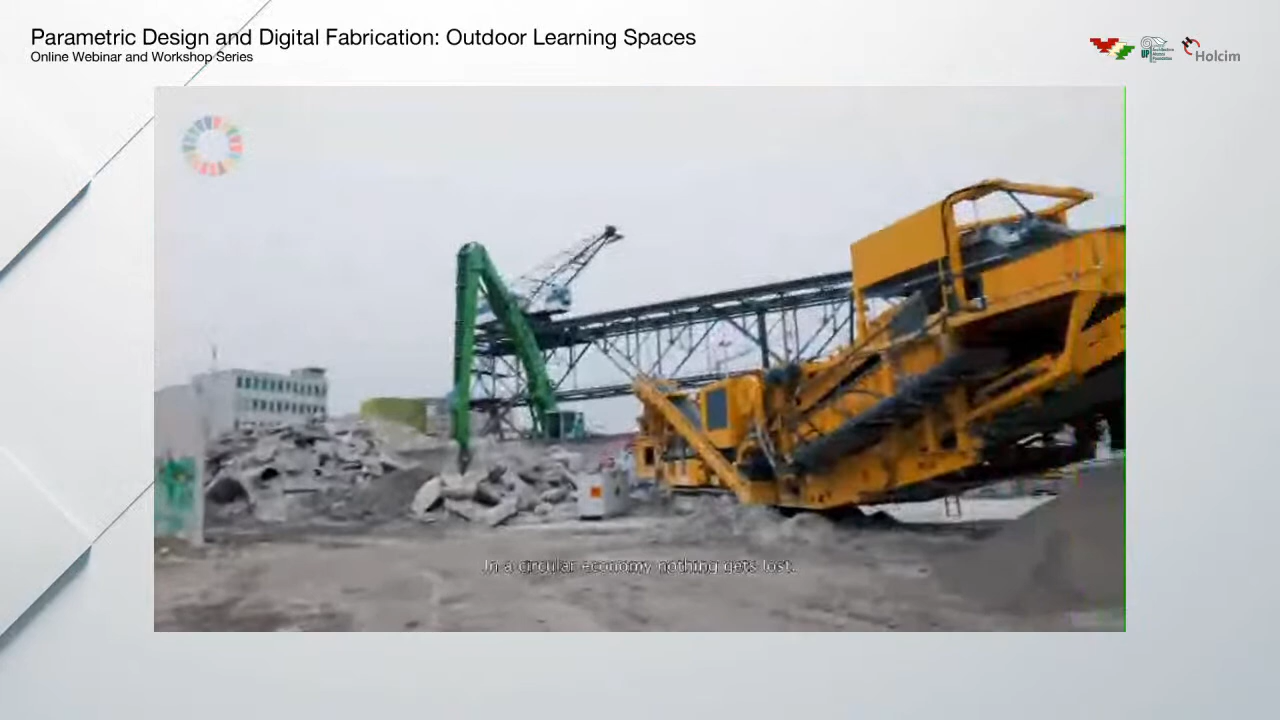 Parametric Design and Digital Fabrication: Outdoor Learning Spaces
Online Webinar and Workshop Series
UP
Holcim
In a circular economy nothing gets lost.